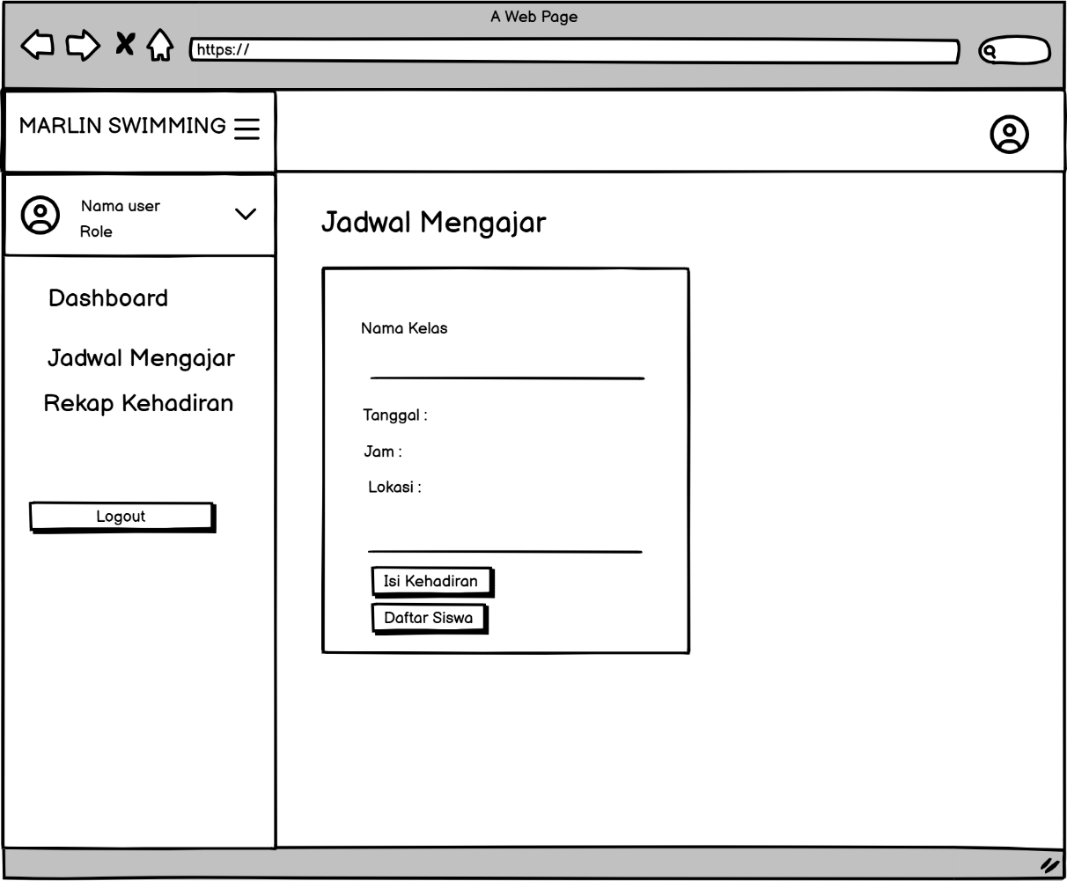 A Web Page
https://
MARLIN SWIMMING
Nama user
Role
Dashboard
Jadwal Mengajar
Rekap Kehadiran
Logout
Jadwal Mengajar
Nama Kelas
Tanggal :
Jam :
Lokasi :
Isi Kehadiran
Daftar Siswa